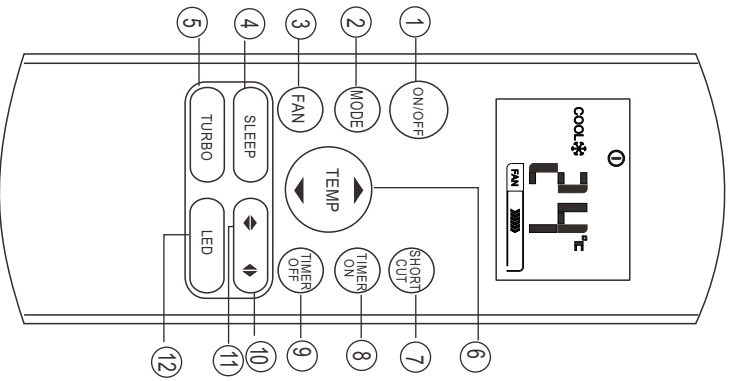 COOL
24°C
FAN
ON/OFF
MODE
FAN
TEMP
SHORT
CUT
TIMER
ON
TIMER
OFF
SLEEP
TURBO
LED
1
2
3
4
5
6
7
8
9
10
11
12